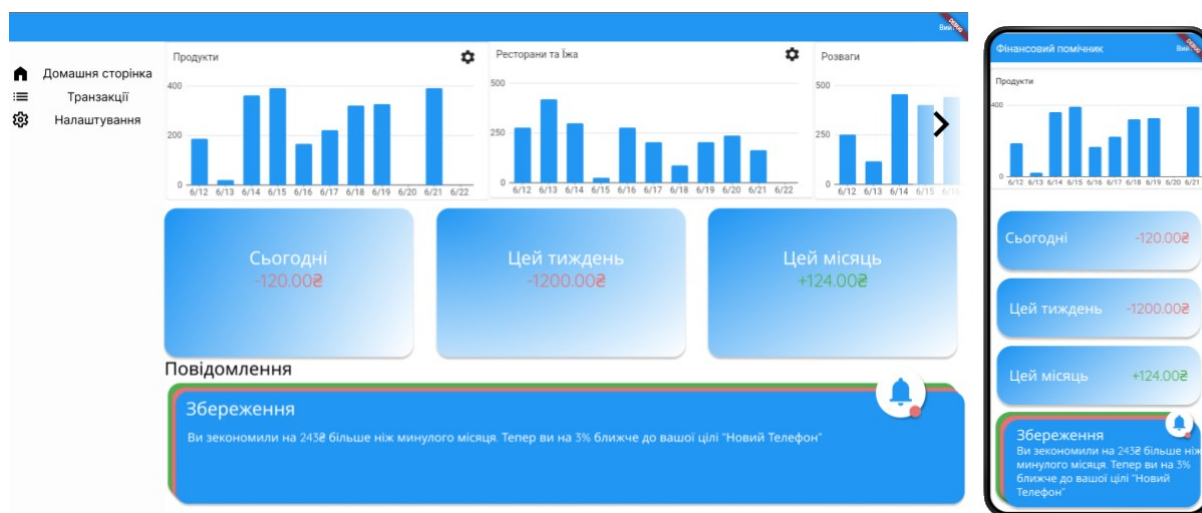 DEBUG
Домашня сторінка
Транзакції
Налаштування
Продукти
400
200
0
6/12 6/13 6/14 6/15 6/16 6/17 6/18 6/19 6/20 6/21 6/22
Ресторани та Їжа
500
250
0
6/12 6/13 6/14 6/15 6/16 6/17 6/18 6/19 6/20 6/21 6/22
Розваги
500
250
0
6/12 6/13 6/14 6/15
Сьогодні
-120.00₴
Цей тиждень
-1200.00₴
Цей місяць
+124.00₴
Повідомлення
Збереження
Ви зекономили на 243₴ більше ніж минулого місяця. Тепер ви на 3% ближче до вашої цілі "Новий Телефон"
DEBUG
Фінансовий помічник
Продукти
400
200
0
6/12 6/13 6/14 6/15 6/16 6/17 6/18 6/19 6/20 6/21
Сьогодні -120.00₴
Цей тиждень -1200.00₴
Цей місяць +124.00₴
Збереження
Ви зекономили на 243₴ більше ніж
минулого місяця. Тепер ви на 3%
ближче до вашої цілі "Новий
Телефон"